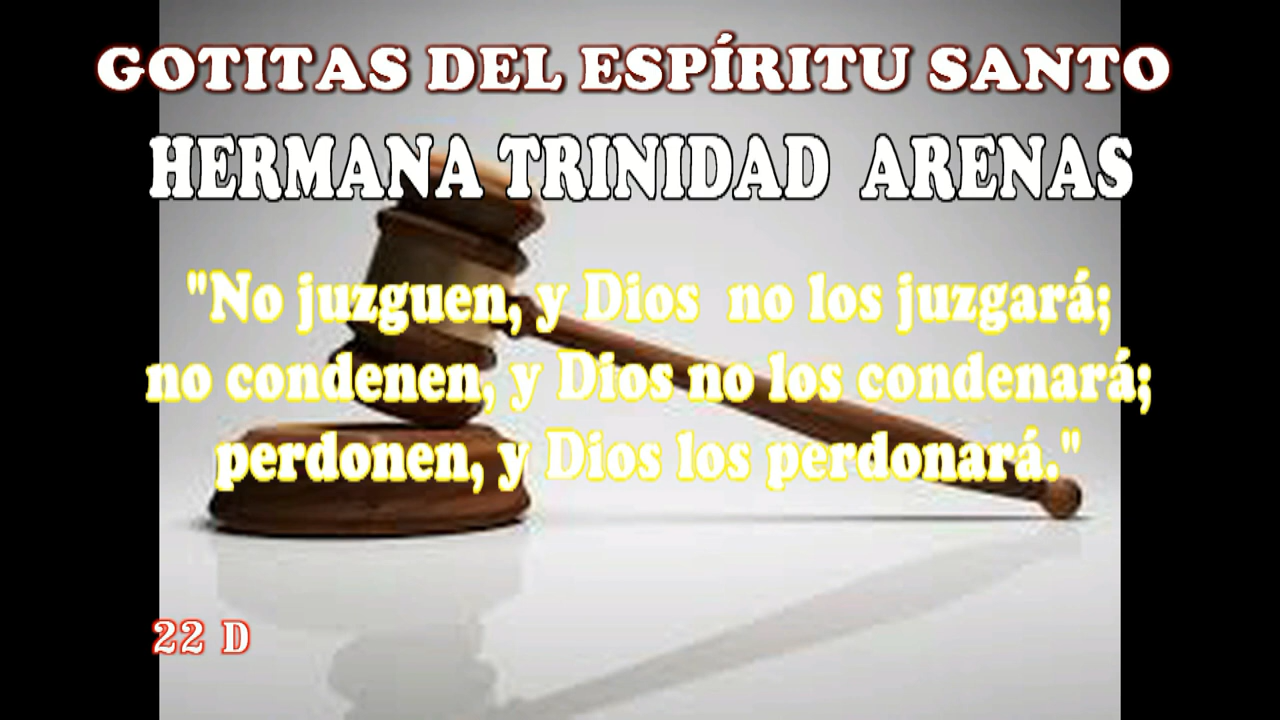 GOTITAS DEL ESPÍRITU SANTO
HERMANA TRINIDAD ARENAS
"No juzguen, y Dios no los juzgará;
no condenen, y Dios no los condenará;
perdonen, y Dios los perdonará."
22 D